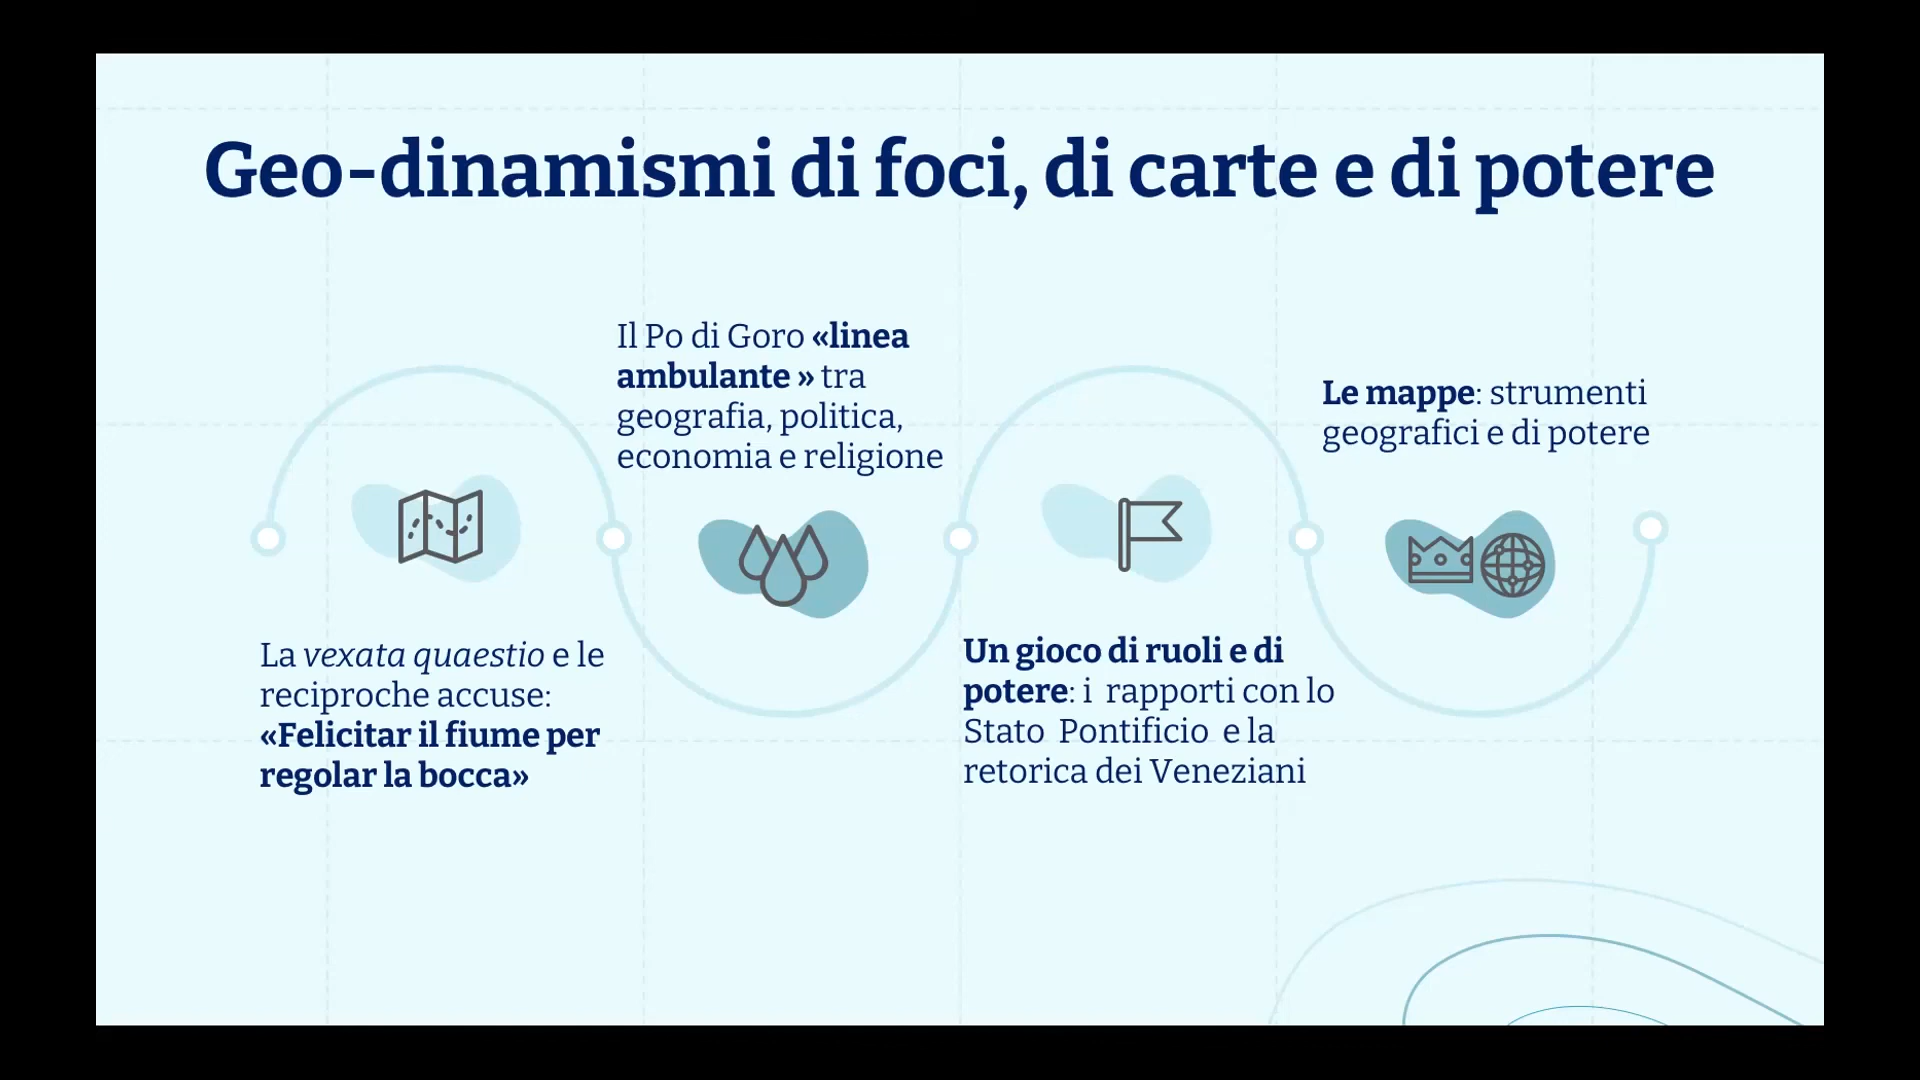 Geo-dinamismi di foci, di carte e di potere
La vexata quaestio e le
reciproche accuse:
«Felicitar il fiume per
regolar la bocca»
Il Po di Goro «linea
ambulante » tra
geografia, politica,
economia e religione
Un gioco di ruoli e di
potere: i  rapporti con lo
Stato  Pontificio  e la
retorica dei Veneziani
Le mappe: strumenti
geografici e di potere